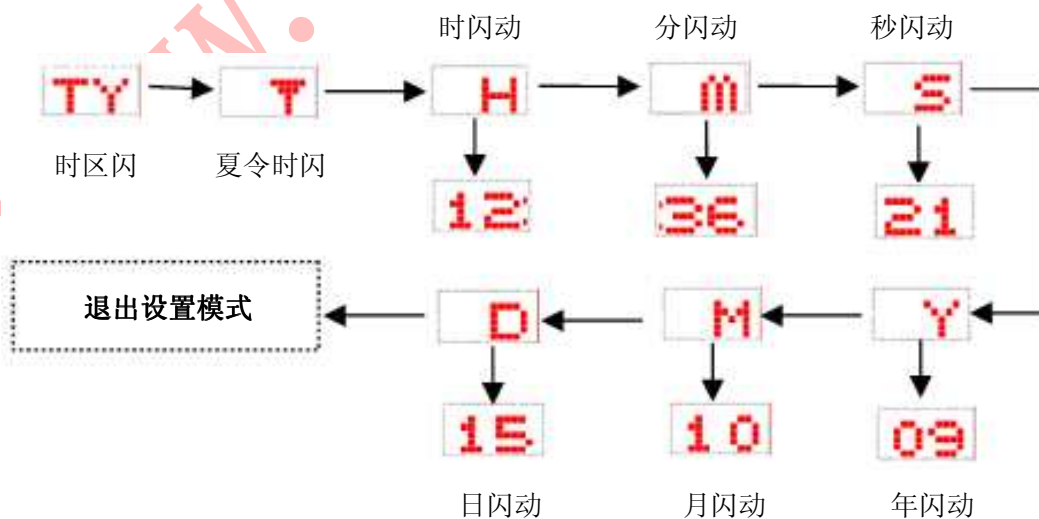 时闪动 分闪动 秒闪动
TY T H M S
时区闪 夏令时闪
12: :36 21
退出设置模式 D M Y
15 10 09
日闪动 月闪动 年闪动